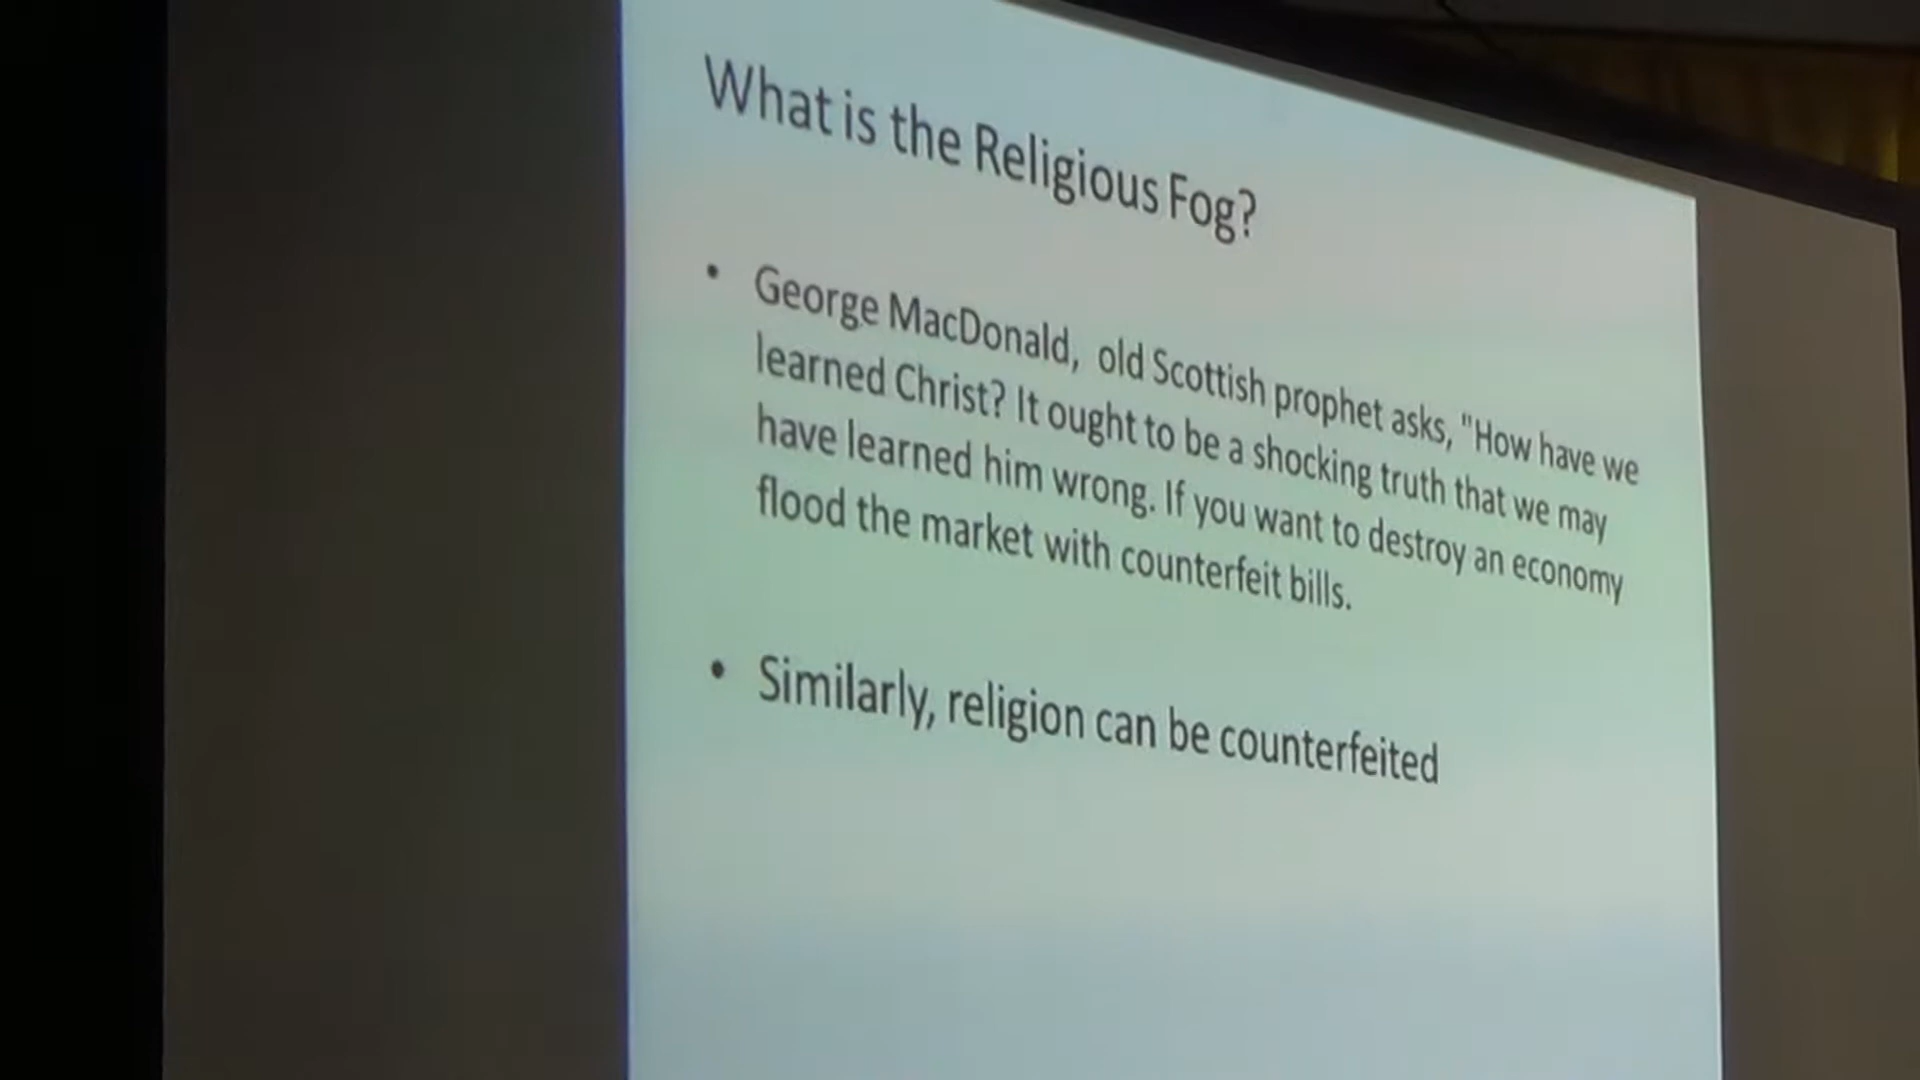 What is the Religious Fog?
• George MacDonald, old Scottish prophet asks, "How have we
learned Christ? It ought to be a shocking truth that we may
have learned him wrong. If you want to destroy an economy
flood the market with counterfeit bills.
• Similarly, religion can be counterfeited